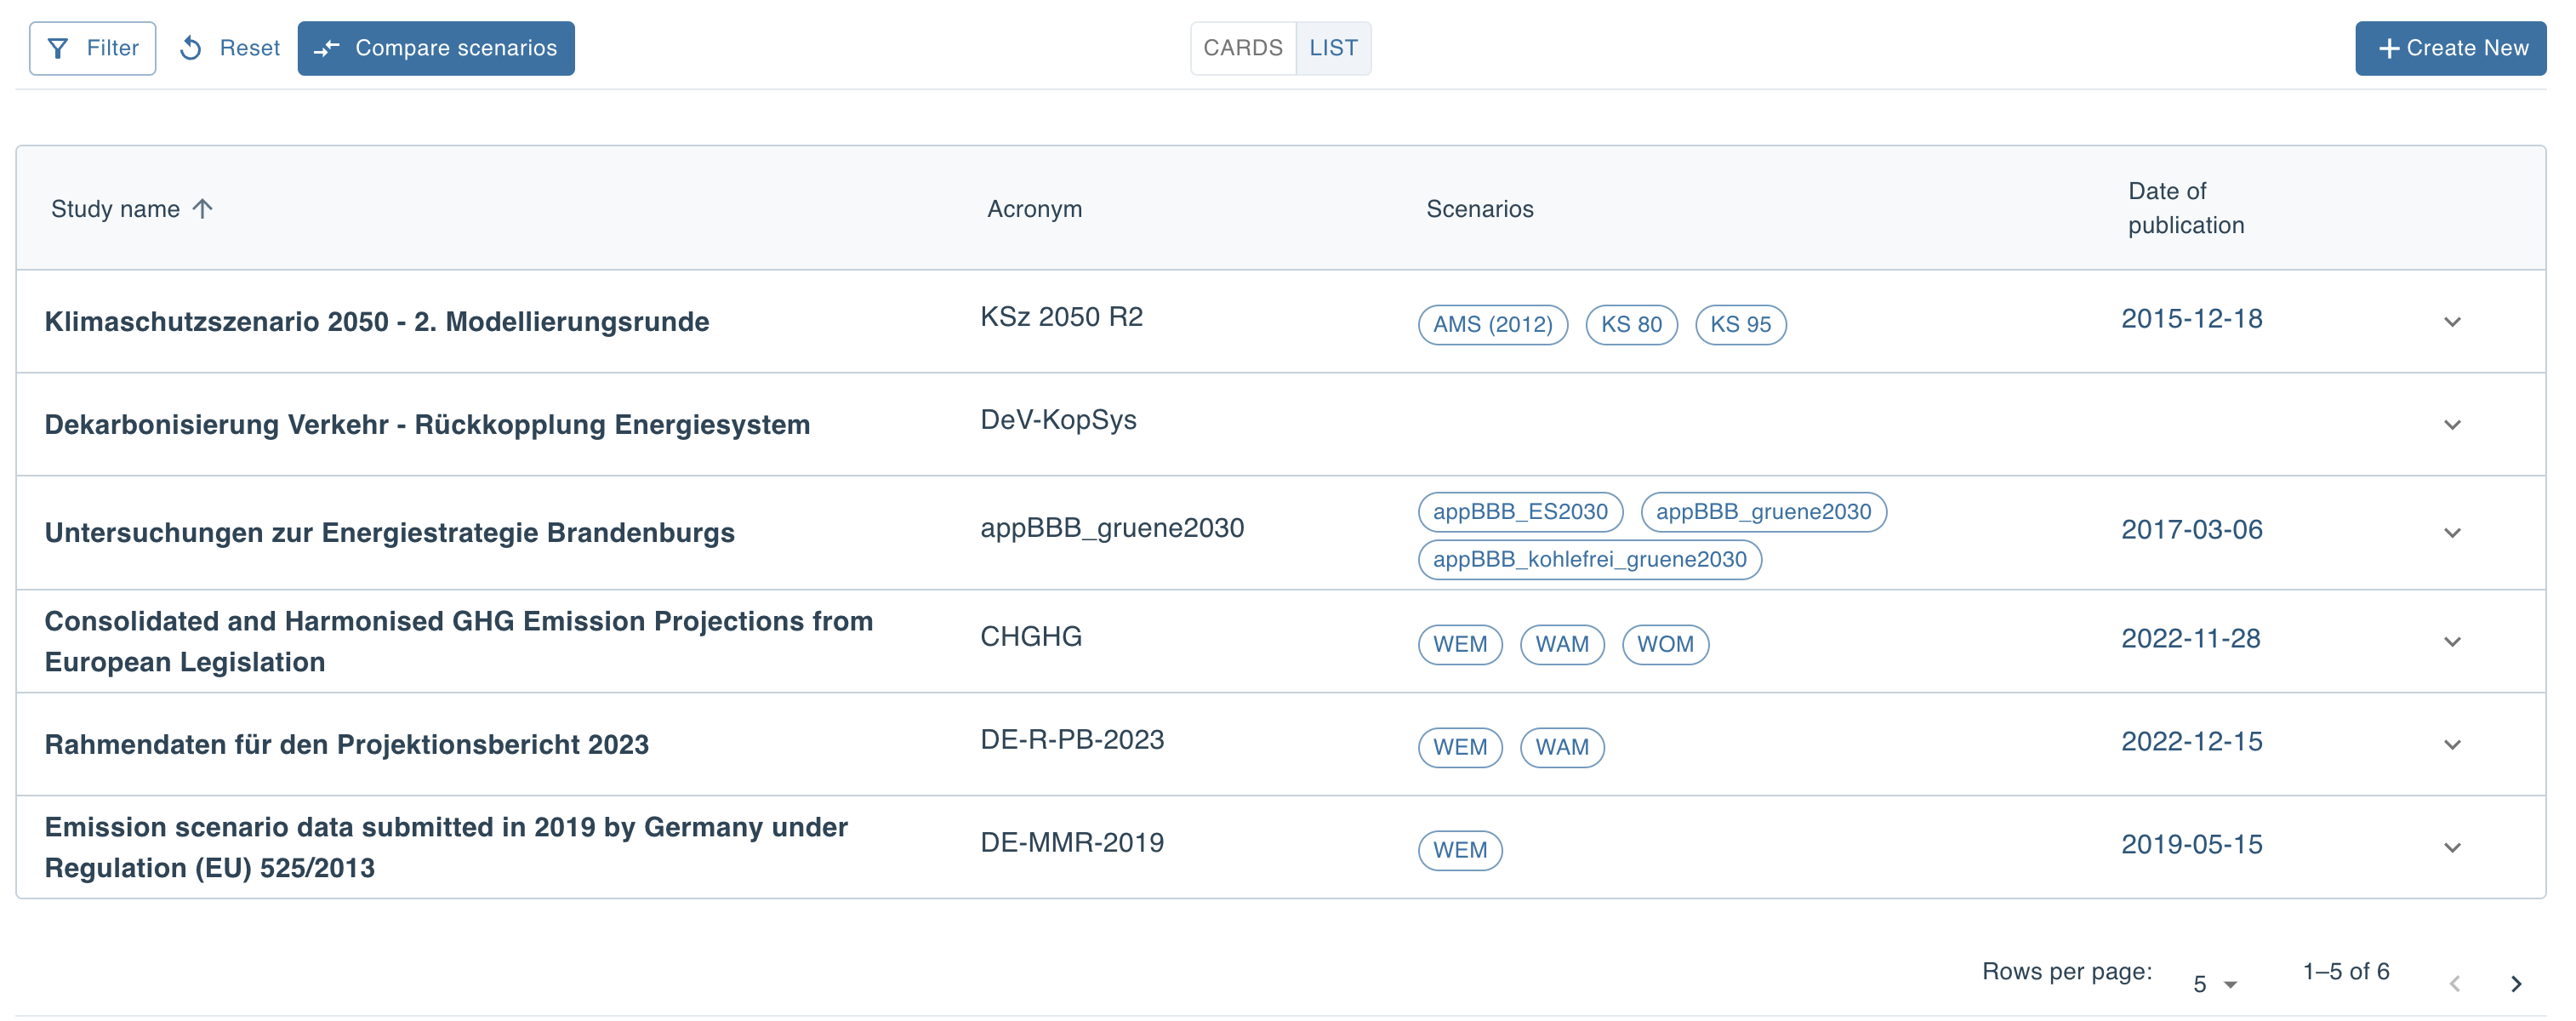 Filter Reset Compare scenarios CARDS LIST Create New
Study name Acronym Scenarios Date of
publication
Klimaschutzszenario 2050 - 2. Modellierungsrunde KSz 2050 R2 AMS (2012) KS 80 KS 95 2015-12-18
Dekarbonisierung Verkehr - Rückkopplung Energiesystem DeV-KopSys
Untersuchungen zur Energiestrategie Brandenburgs appBBB_gruene2030 appBBB_ES2030 appBBB_gruene2030 2017-03-06
appBBB_kohlefrei_gruene2030
Consolidated and Harmonised GHG Emission Projections from
European Legislation CHGHG WEM WAM WOM 2022-11-28
Rahmendaten für den Projektionsbericht 2023 DE-R-PB-2023 WEM WAM 2022-12-15
Emission scenario data submitted in 2019 by Germany under
Regulation (EU) 525/2013 DE-MMR-2019 WEM 2019-05-15
Rows per page: 5 1–5 of 6